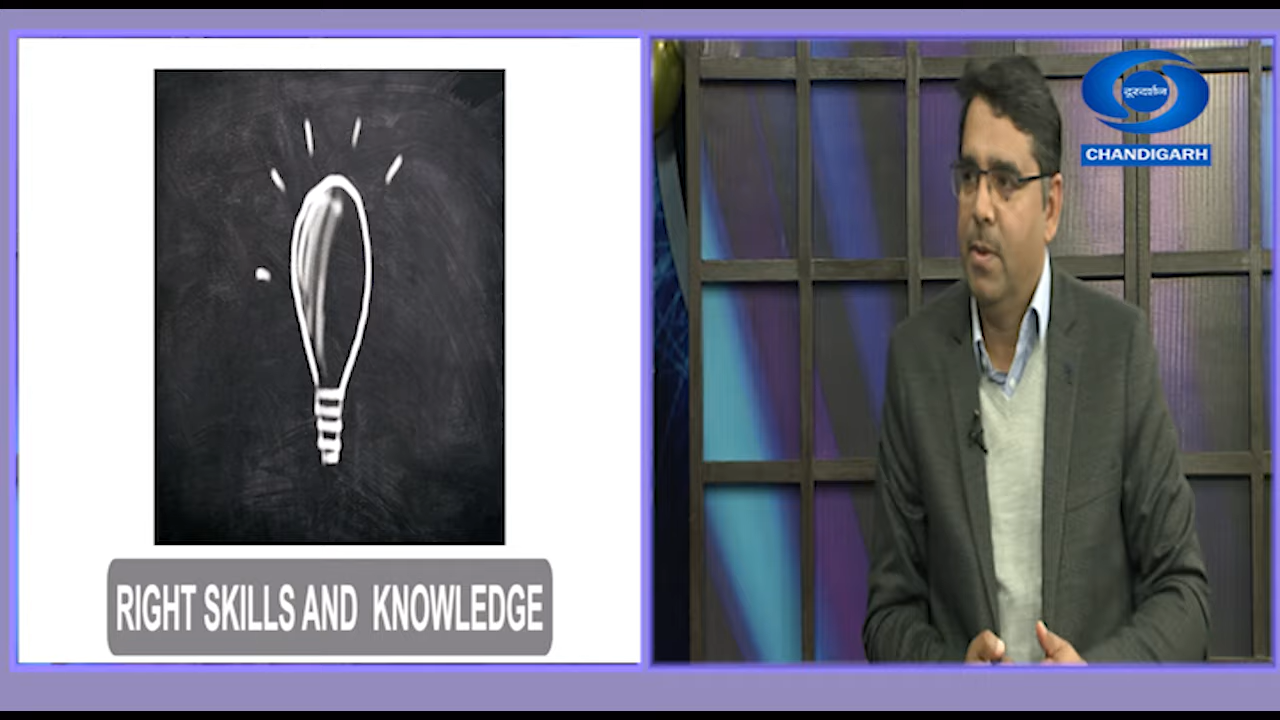 RIGHT SKILLS AND KNOWLEDGE
दूरदर्शन
CHANDIGARH